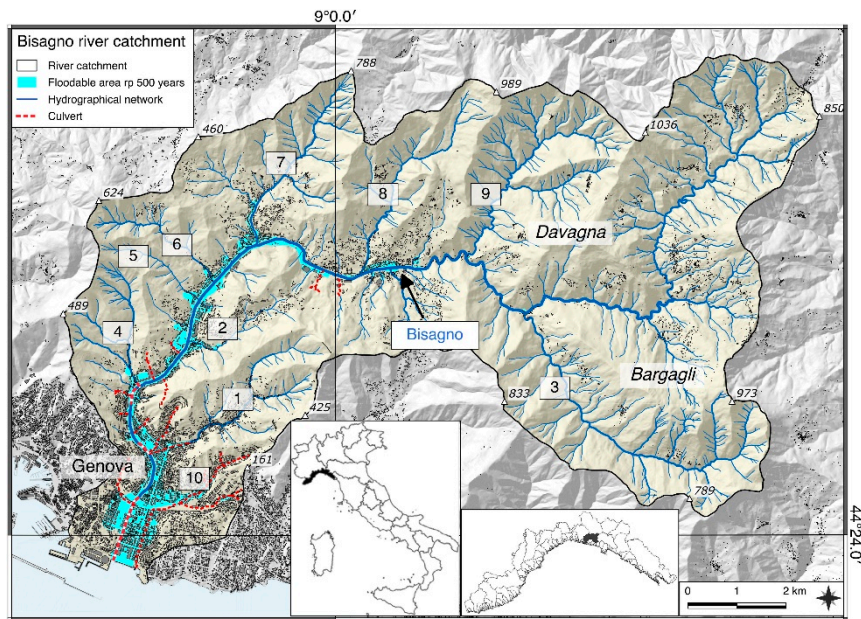 9°0.0′
Bisagno river catchment
River catchment
Floodable area rp 500 years
Hydrographical network
Culvert
788
989
850
460
1036
7
624
8
9
Davagna
6
5
489
Bisagno
4
2
Bargagli
3
1
833
973
425
Genova
10
161
789
44°24.0′
0 1 2 km